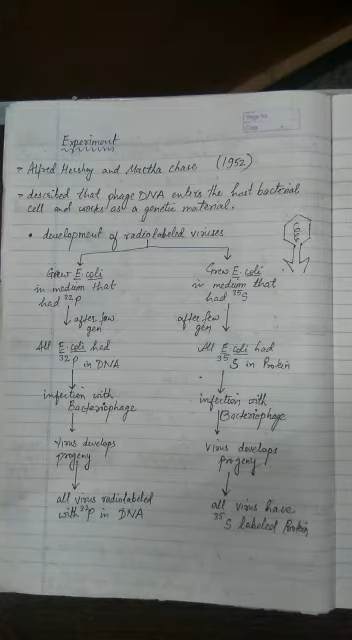 Page No.
Date
Experiment
- Alfred Hershey and Martha chase (1952)
- described that phage DNA enters the host bacterial
cell and works as a genetic material.
• development of radiolabeled viruses
Grew E. coli
in medium that
had 32P
after few
gen
All E. coli had
32P in DNA
infection with
Bacteriophage
virus develops
progeny
all virus radiolabeled
with 32P in DNA
Grew E. coli
in medium that
had 35S
after few
gen
All E. coli had
35S in Protein
infection with
Bacteriophage
virus develops
progeny
all virus have
35S labeled Protein